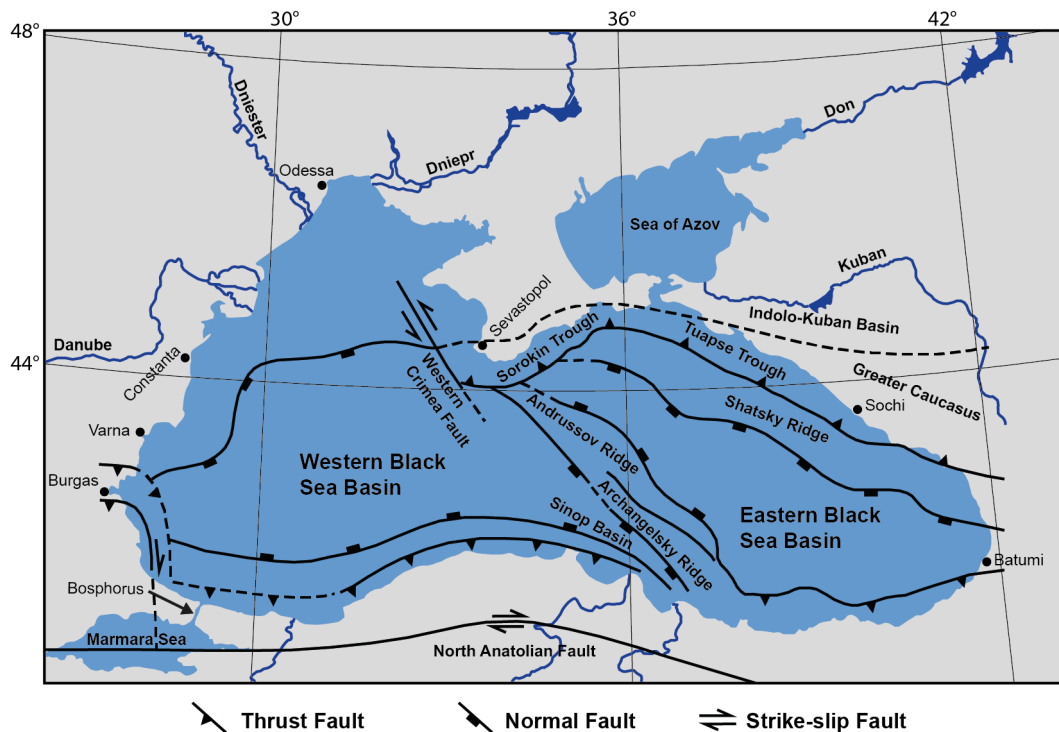 30°
36°
42°
48°
Dniester
Don
Dniepr
Odessa
Sea of Azov
Kuban
Sevastopol
Indolo-Kuban Basin
Danube
Constanta
44°
Sorokin Trough
Tuapse Trough
Western
Crimea Fault
Greater Caucasus
Shatsky Ridge
Sochi
Andrussov Ridge
Varna
Western Black
Sea Basin
Burgas
Archangelsky Ridge
Sinop Basin
Eastern Black
Sea Basin
Batumi
Bosphorus
Marmara Sea
North Anatolian Fault
Thrust Fault
Normal Fault
Strike-slip Fault